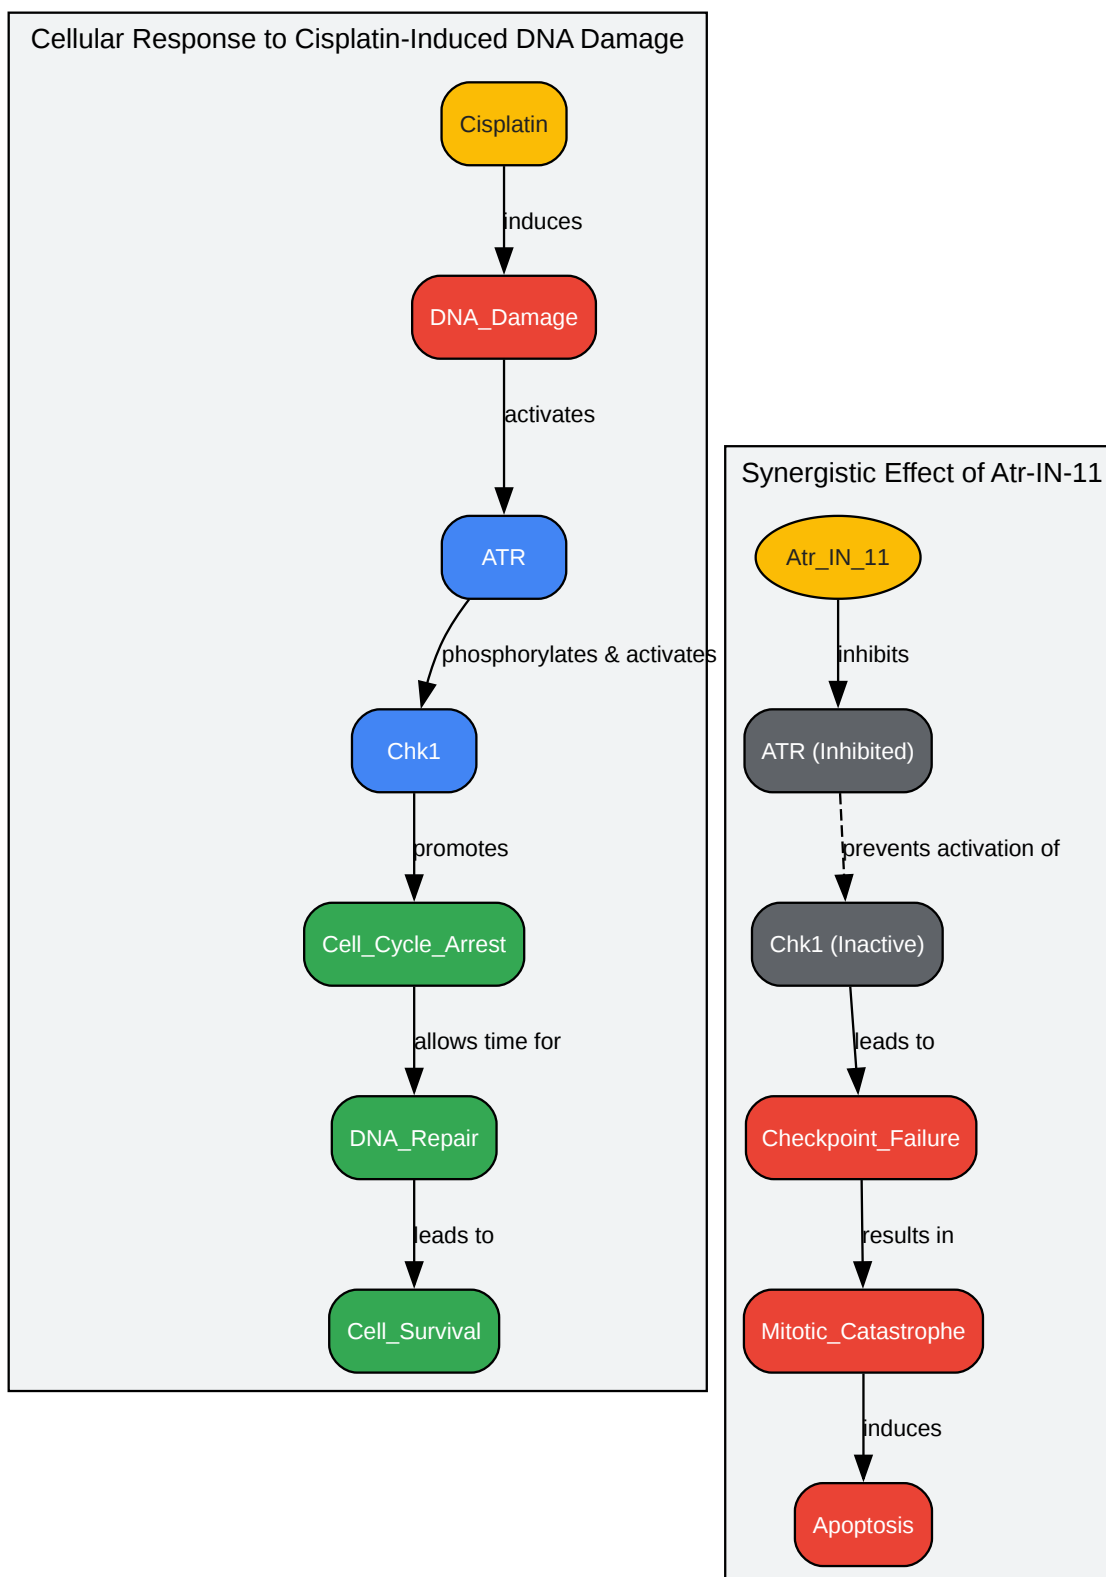 Cellular Response to Cisplatin-Induced DNA Damage
Cisplatin
induces
DNA_Damage
activates
ATR
phosphorylates & activates
Chk1
promotes
Cell_Cycle_Arrest
allows time for
DNA_Repair
leads to
Cell_Survival
Synergistic Effect of Atr-IN-11
Atr_IN_11
inhibits
ATR (Inhibited)
prevents activation of
Chk1 (Inactive)
leads to
Checkpoint_Failure
results in
Mitotic_Catastrophe
induces
Apoptosis